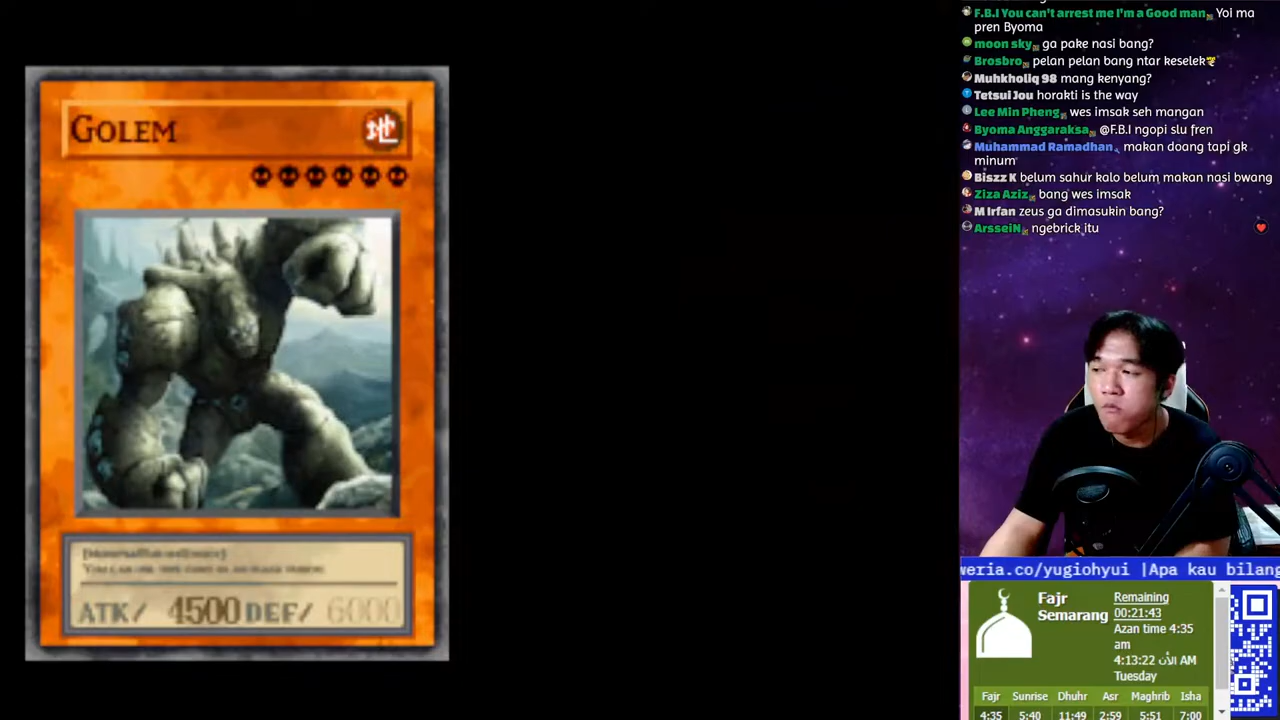 GOLEM
地
ATK/ 4500 DEF/ 6000
F.B.I You can't arrest me I'm a Good man Yoi ma
pren Byoma
moon sky ga pake nasi bang?
Brosbro pelan pelan bang ntar keselek
Muhkholiq 98 mang kenyang?
Tetsui Jou horakti is the way
Lee Min Pheng wes imsak seh mangan
Byoma Anggaraksa @F.B.I ngopi slu fren
Muhammad Ramadhan makan doang tapi gk
minum
Biszz K belum sahur kalo belum makan nasi bwang
Ziza Aziz bang wes imsak
M Irfan zeus ga dimasukin bang?
ArsseiN ngebrick itu
weria.co/yugiohyui | Apa kau bilang
Fajr
Semarang
Remaining
00:21:43
Azan time 4:35
am
4:13:22 الآن AM
Tuesday
Fajr Sunrise Dhuhr Asr Maghrib Isha
4:35 5:40 11:49 2:59 5:51 7:00